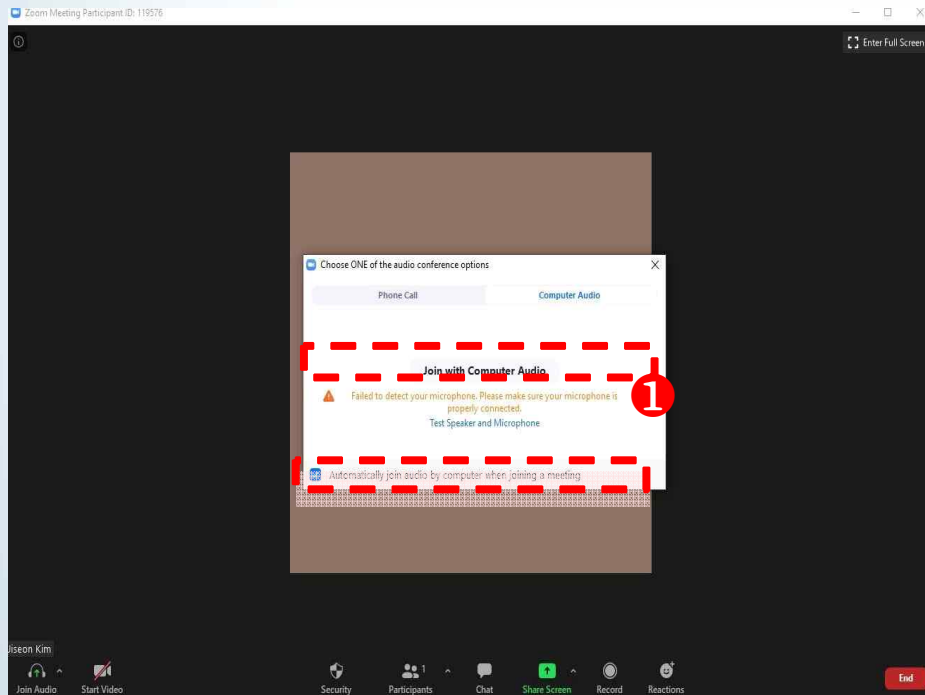 Zoom Meeting Participant ID: 119576
Enter Full Screen
Choose ONE of the audio conference options
Phone Call
Computer Audio
Join with Computer Audio
1
Failed to detect your microphone. Please make sure your microphone is
properly connected.
Test Speaker and Microphone
Automatically join audio by computer when joining a meeting
Jiseon Kim
1
Join Audio
Start Video
Security
Participants
Chat
Share Screen
Record
Reactions
End